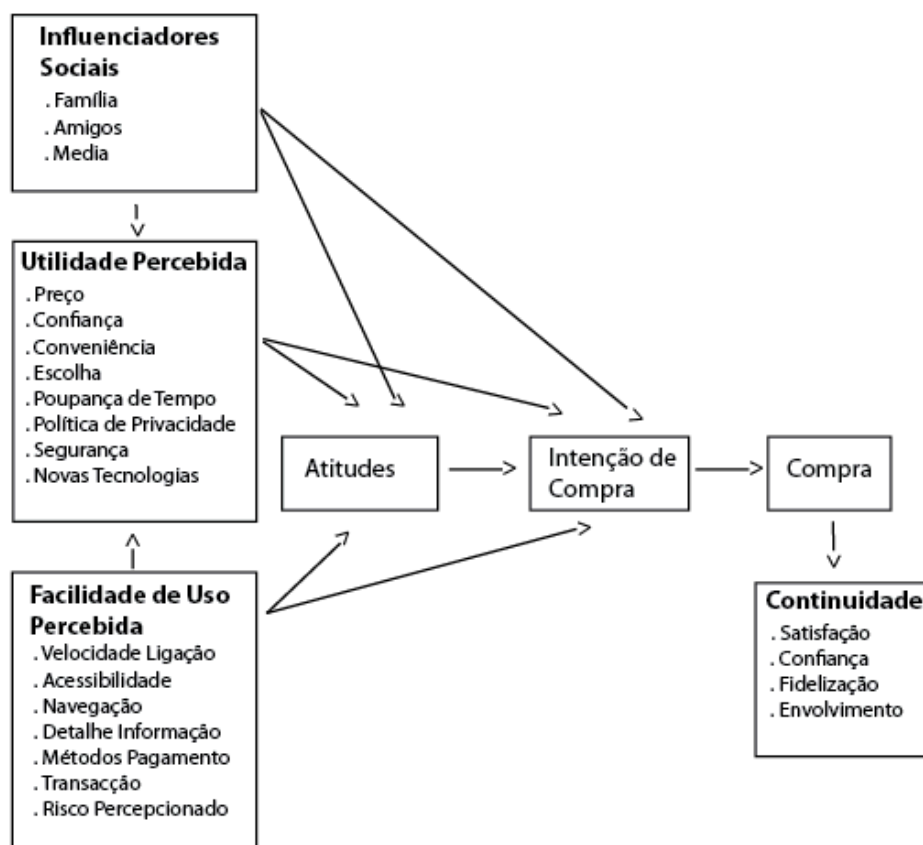 Influenciadores
Sociais
. Família
. Amigos
. Media
Utilidade Percebida
. Preço
. Confiança
. Conveniência
. Escolha
. Poupança de Tempo
. Política de Privacidade
. Segurança
. Novas Tecnologias
Atitudes
Intenção de
Compra
Compra
Facilidade de Uso
Percebida
. Velocidade Ligação
. Acessibilidade
. Navegação
. Detalhe Informação
. Métodos Pagamento
. Transacção
. Risco Percepcionado
Continuidade
. Satisfação
. Confiança
. Fidelização
. Envolvimento